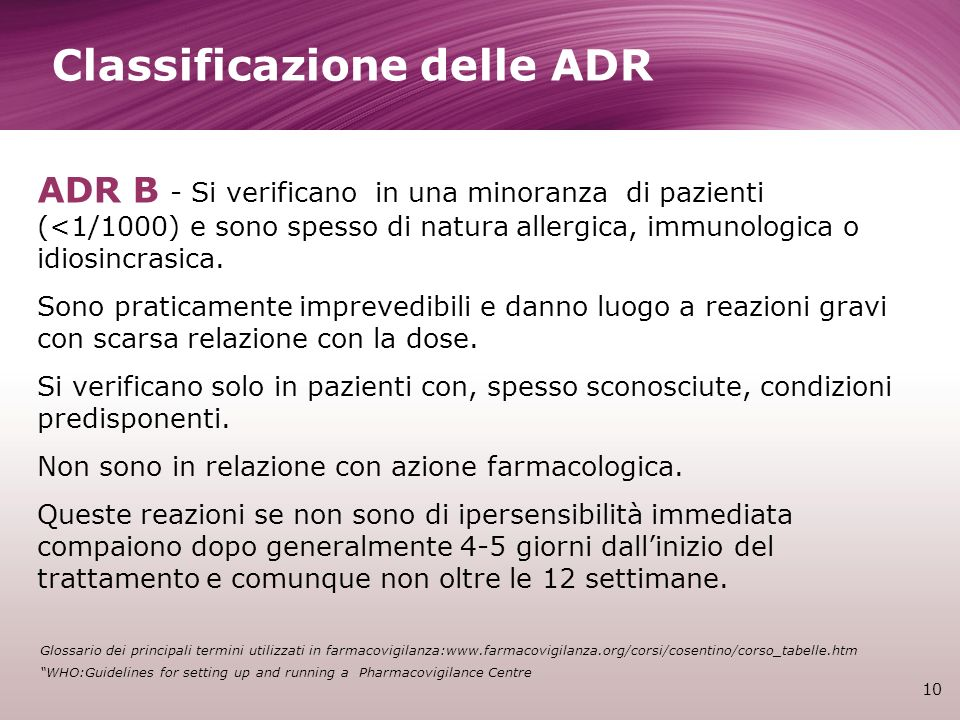 Classificazione delle ADR
ADR B - Si verificano in una minoranza di pazienti
(<1/1000) e sono spesso di natura allergica, immunologica o
idiosincrasica.
Sono praticamente imprevedibili e danno luogo a reazioni gravi
con scarsa relazione con la dose.
Si verificano solo in pazienti con, spesso sconosciute, condizioni
predisponenti.
Non sono in relazione con azione farmacologica.
Queste reazioni se non sono di ipersensibilità immediata
compaiono dopo generalmente 4-5 giorni dall’inizio del
trattamento e comunque non oltre le 12 settimane.
Glossario dei principali termini utilizzati in farmacovigilanza:www.farmacovigilanza.org/corsi/cosentino/corso_tabelle.htm
“WHO:Guidelines for setting up and running a Pharmacovigilance Centre
10